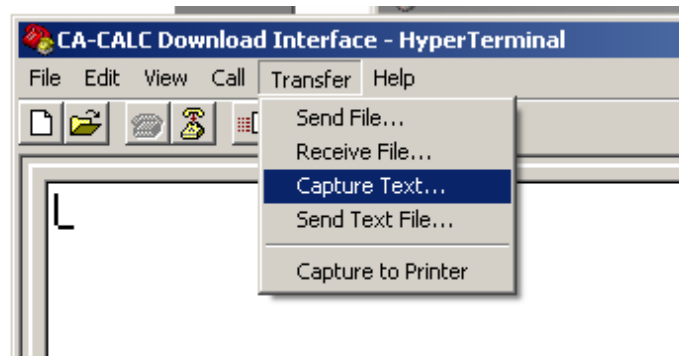 CA-CALC Download Interface - HyperTerminal
File Edit View Call Transfer Help
Send File...
Receive File...
Capture Text...
Send Text File...
Capture to Printer